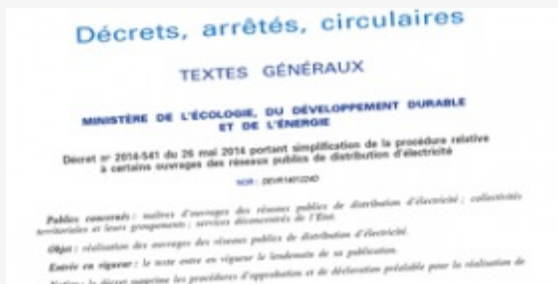 Décrets, arrêtés, circulaires
TEXTES GÉNÉRAUX
MINISTÈRE DE L'ÉCOLOGIE, DU DÉVELOPPEMENT DURABLE
ET DE L'ÉNERGIE
Décret nº 2014-541 du 26 mai 2014 portant simplification de la procédure relative
à certains ouvrages des réseaux publics de distribution d'électricité
NOR : DEVR1401224D
Publics concernés : maîtres d'ouvrages des réseaux publics de distribution d'électricité ; collectivités
territoriales et leurs groupements ; services déconcentrés de l'Etat.
Objet : réalisation des ouvrages des réseaux publics de distribution d'électricité.
Entrée en vigueur : le texte entre en vigueur le lendemain de sa publication.
Notice : le décret supprime les procédures d'approbation et de déclaration préalable pour la réalisation de